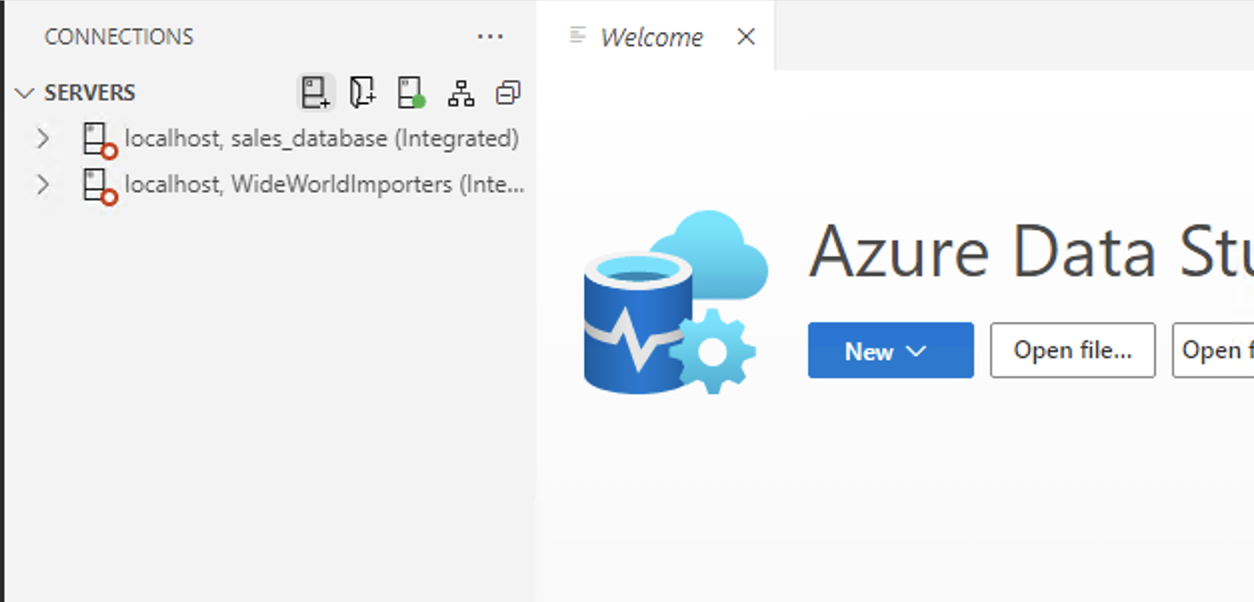 CONNECTIONS
Welcome
SERVERS
localhost, sales_database (Integrated)
localhost, WideWorldImporters (Inte...
Azure Data Stu
New
Open file...
Open f